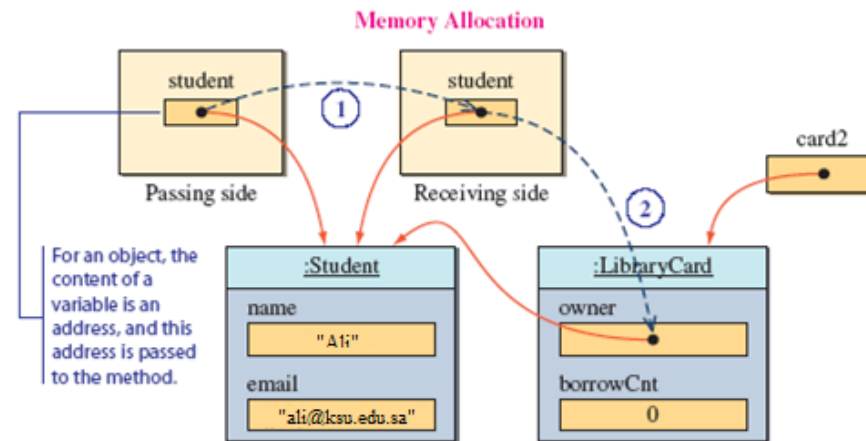 Memory Allocation
student
student
1
card2
Passing side
Receiving side
2
For an object, the
content of a
variable is an
address, and this
address is passed
to the method.
:Student
:LibraryCard
name
owner
"Ali"
email
borrowCnt
"ali@ksu.edu.sa"
0